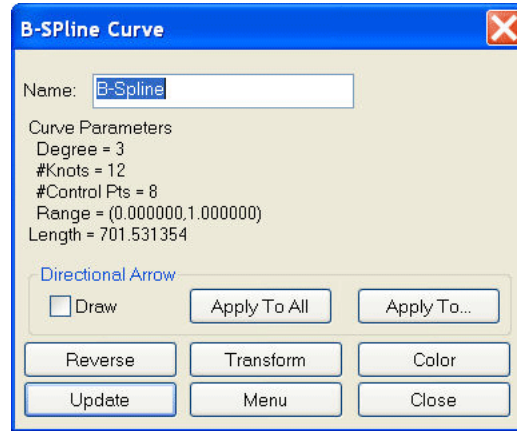 B-SPline Curve
Name: B-Spline
Curve Parameters
Degree = 3
#Knots = 12
#Control Pts = 8
Range = (0.000000,1.000000)
Length = 701.531354
Directional Arrow
Draw Apply To All Apply To...
Reverse Transform Color
Update Menu Close